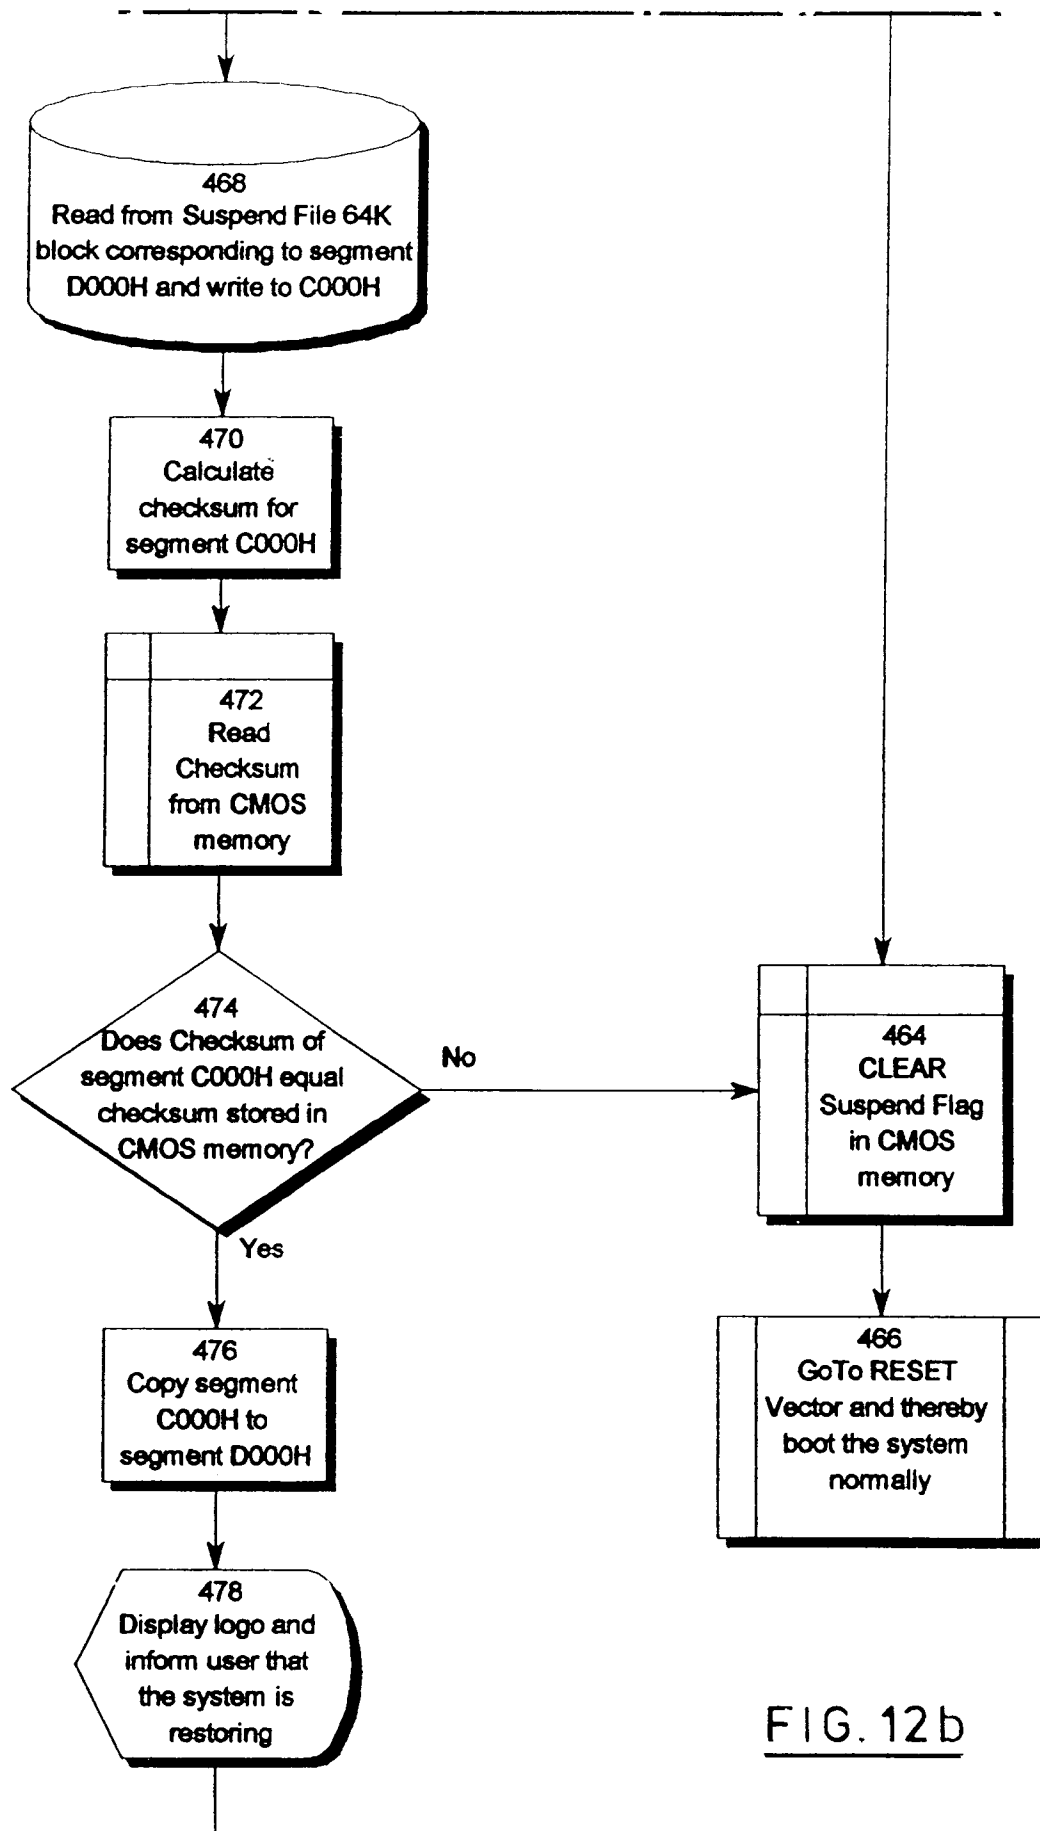 468
Read from Suspend File 64K
block corresponding to segment
D000H and write to C000H
470
Calculate
checksum for
segment C000H
472
Read
Checksum
from CMOS
memory
474
Does Checksum of
segment C000H equal
checksum stored in
CMOS memory?
No
Yes
464
CLEAR
Suspend Flag
in CMOS
memory
476
Copy segment
C000H to
segment D000H
466
GoTo RESET
Vector and thereby
boot the system
normally
478
Display logo and
inform user that
the system is
restoring
FIG. 12b